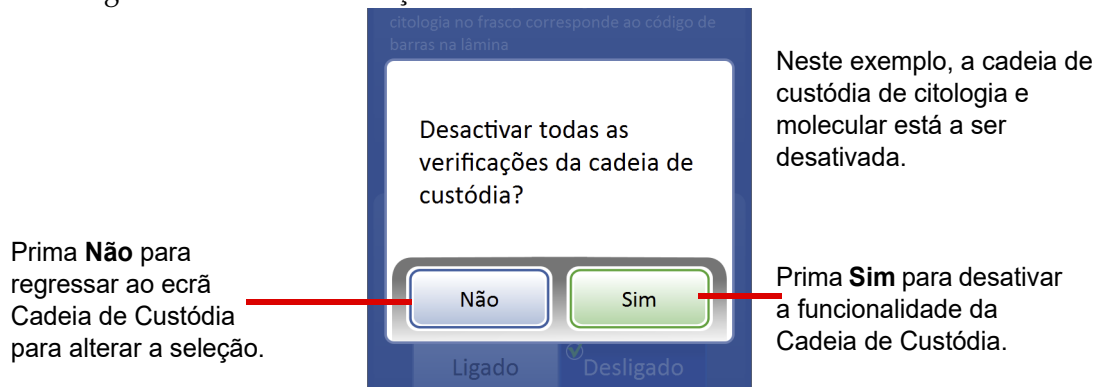 citologia no frasco corresponde ao código de
barras na lâmina
Desactivar todas as
verificações da cadeia de
custódia?
Não
Sim
Ligado
Desligado
Neste exemplo, a cadeia de
custódia de citologia e
molecular está a ser
desativada.
Prima Não para
regressar ao ecrã
Cadeia de Custódia
para alterar a seleção.
Prima Sim para desativar
a funcionalidade da
Cadeia de Custódia.